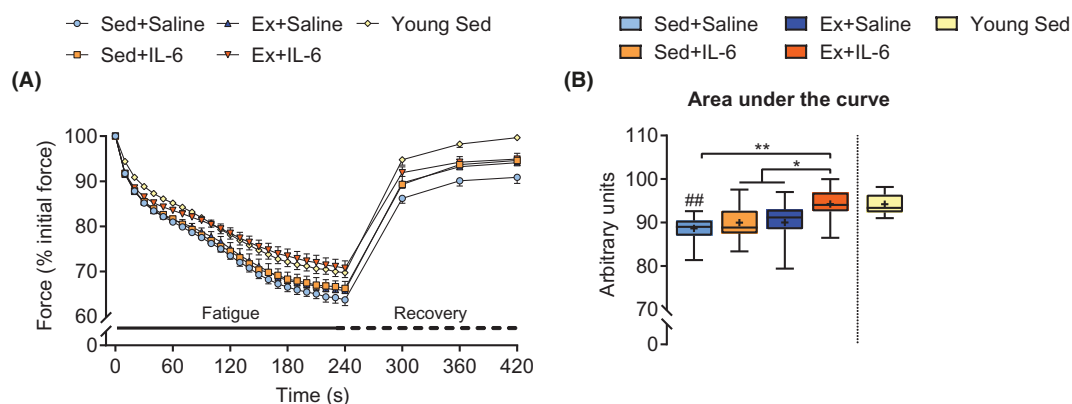 Sed+Saline Ex+Saline Young Sed
Sed+IL-6 Ex+IL-6
(A)
Force (% initial force)
100
90
80
70
60
0
Fatigue Recovery
0 60 120 180 240 300 360 420
Time (s)
Sed+Saline Ex+Saline Young Sed
Sed+IL-6 Ex+IL-6
(B)
Area under the curve
Arbitrary units
110
100
90
80
70
0
**
*
##